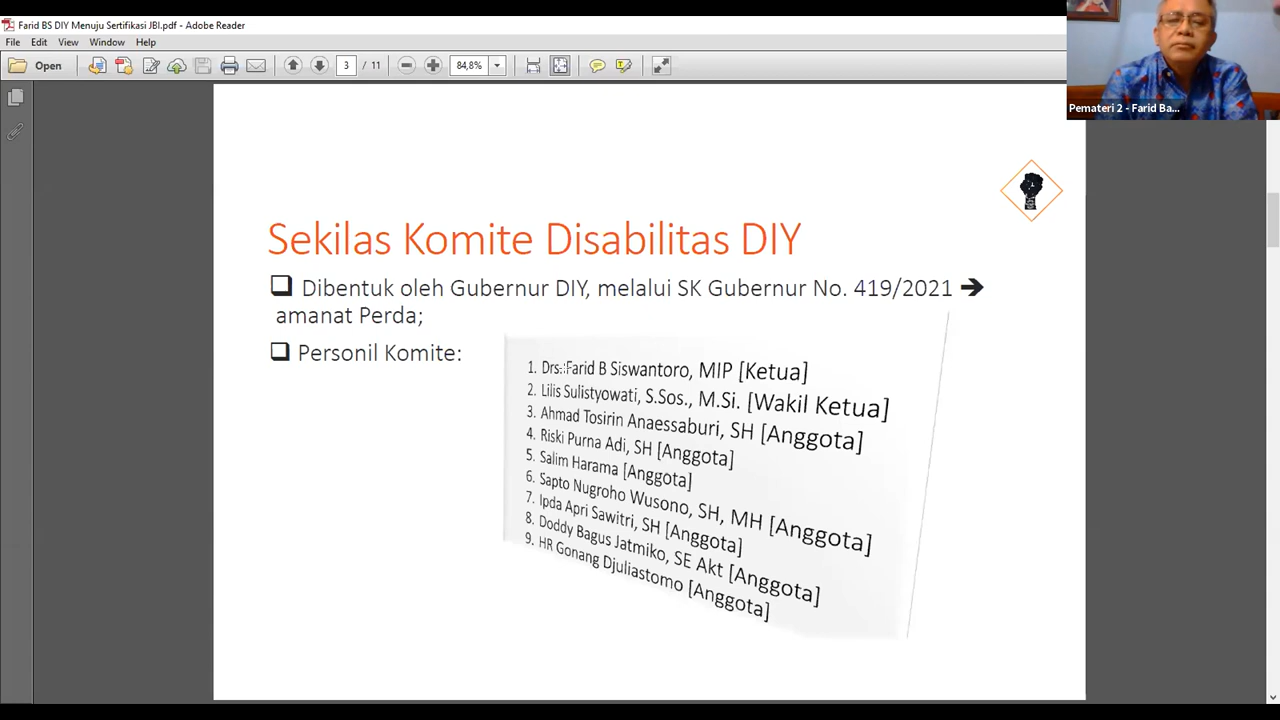 Farid BS DIY Menuju Sertifikasi JBI.pdf - Adobe Reader
File Edit View Window Help
Open 3 / 11 84,8%
Pemateri 2 - Farid Ba...
Sekilas Komite Disabilitas DIY
❑ Dibentuk oleh Gubernur DIY, melalui SK Gubernur No. 419/2021 ➔
amanat Perda;
❑ Personil Komite:
1. Drs. Farid B Siswantoro, MIP [Ketua]
2. Lilis Sulistyowati, S.Sos., M.Si. [Wakil Ketua]
3. Ahmad Tosirin Anaessaburi, SH [Anggota]
4. Riski Purna Adi, SH [Anggota]
5. Salim Harama [Anggota]
6. Sapto Nugroho Wusono, SH, MH [Anggota]
7. Ipda Apri Sawitri, SH [Anggota]
8. Doddy Bagus Jatmiko, SE Akt [Anggota]
9. HR Gonang Djuliastomo [Anggota]